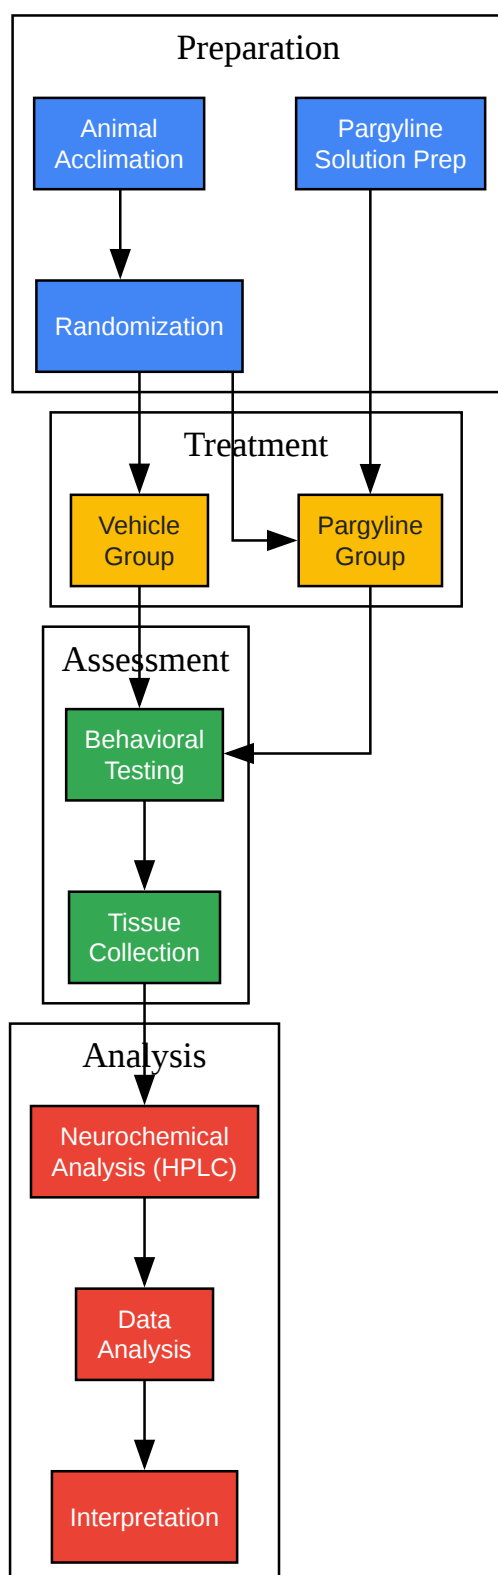 Preparation
Animal
Acclimation
Pargyline
Solution Prep
Randomization
Treatment
Vehicle
Group
Pargyline
Group
Assessment
Behavioral
Testing
Tissue
Collection
Analysis
Neurochemical
Analysis (HPLC)
Data
Analysis
Interpretation